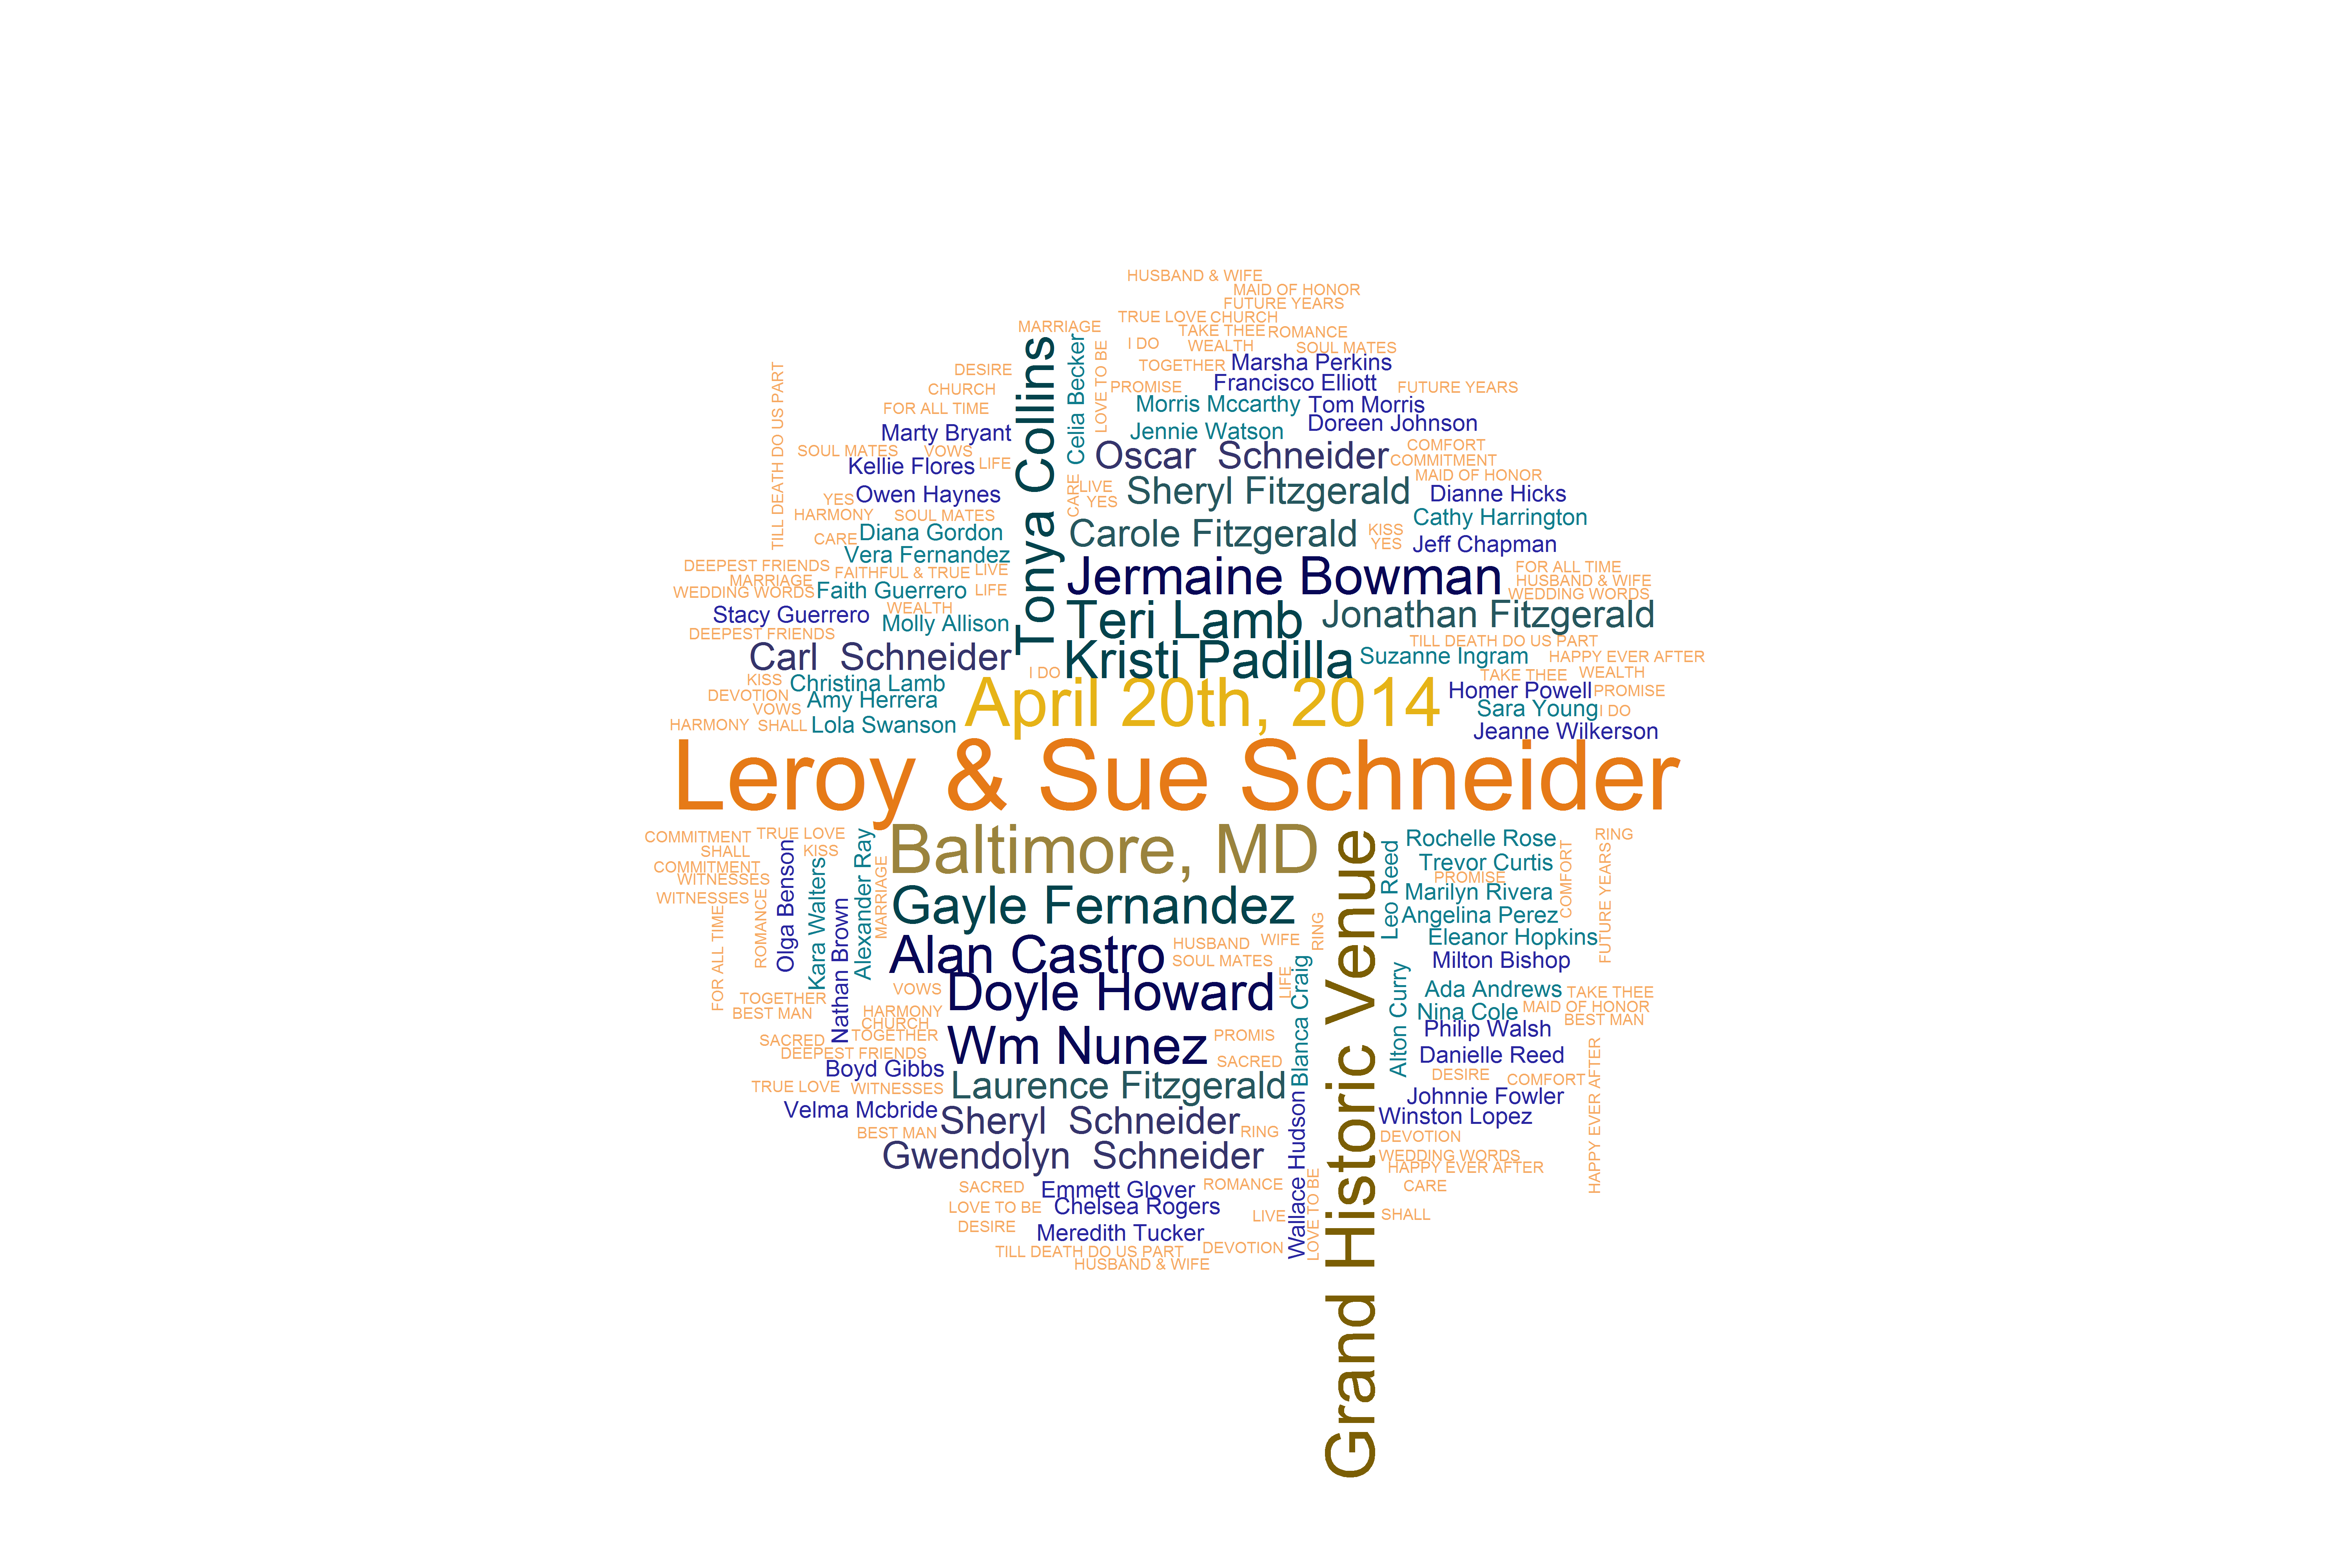 HUSBAND & WIFE
MAID OF HONOR
FUTURE YEARS
TRUE LOVE
CHURCH
MARRIAGE
TAKE THEE
ROMANCE
I DO
WEALTH
SOUL MATES
TOGETHER
Marsha Perkins
DESIRE
CHURCH
FOR ALL TIME
Marty Bryant
TILL DEATH DO US PART
Tonya Collins
Celia Becker
LOVE TO BE
PROMISE
Francisco Elliott
FUTURE YEARS
Morris Mccarthy
Tom Morris
Jennie Watson
Doreen Johnson
SOUL MATES
VOWS
Kellie Flores
LIFE
Oscar  Schneider
COMFORT
COMMITMENT
MAID OF HONOR
YES
Owen Haynes
CARE
LIVE
YES
Sheryl Fitzgerald
Dianne Hicks
HARMONY
SOUL MATES
Cathy Harrington
CARE
Diana Gordon
Carole Fitzgerald
KISS
YES
Jeff Chapman
Vera Fernandez
DEEPEST FRIENDS
FAITHFUL & TRUE
LIVE
MARRIAGE
Jermaine Bowman
FOR ALL TIME
HUSBAND & WIFE
WEDDING WORDS
WEDDING WORDS
Faith Guerrero
LIFE
WEALTH
Stacy Guerrero
Molly Allison
Teri Lamb
Jonathan Fitzgerald
DEEPEST FRIENDS
TILL DEATH DO US PART
Carl  Schneider
Kristi Padilla
Suzanne Ingram
HAPPY EVER AFTER
I DO
TAKE THEE
WEALTH
KISS
Christina Lamb
DEVOTION
Amy Herrera
VOWS
April 20th, 2014
Homer Powell
PROMISE
Sara Young
I DO
HARMONY
SHALL
Lola Swanson
Jeanne Wilkerson
Leroy & Sue Schneider
COMMITMENT
TRUE LOVE
SHALL
KISS
COMMITMENT
WITNESSES
WITNESSES
FOR ALL TIME
ROMANCE
Olga Benson
Kara Walters
Nathan Brown
Alexander Ray
MARRIAGE
Baltimore, MD
Grand Historic Venue
Leo Reed
Rochelle Rose
RING
Trevor Curtis
PROMISE
Marilyn Rivera
COMFORT
FUTURE YEARS
Angelina Perez
Eleanor Hopkins
Milton Bishop
Gayle Fernandez
RING
Alan Castro
HUSBAND
WIFE
SOUL MATES
LIFE
Blanca Craig
Alton Curry
VOWS
Doyle Howard
Ada Andrews
TAKE THEE
TOGETHER
BEST MAN
HARMONY
CHURCH
TOGETHER
Nina Cole
MAID OF HONOR
BEST MAN
Philip Walsh
SACRED
DEEPEST FRIENDS
Wm Nunez
PROMIS
SACRED
Danielle Reed
Boyd Gibbs
DESIRE
COMFORT
HAPPY EVER AFTER
TRUE LOVE
WITNESSES
Laurence Fitzgerald
Wallace Hudson
Johnnie Fowler
Velma Mcbride
Sheryl  Schneider
RING
Winston Lopez
BEST MAN
DEVOTION
Gwendolyn  Schneider
WEDDING WORDS
HAPPY EVER AFTER
SACRED
Emmett Glover
ROMANCE
LOVE TO BE
CARE
LOVE TO BE
Chelsea Rogers
LIVE
SHALL
DESIRE
Meredith Tucker
TILL DEATH DO US PART
DEVOTION
HUSBAND & WIFE